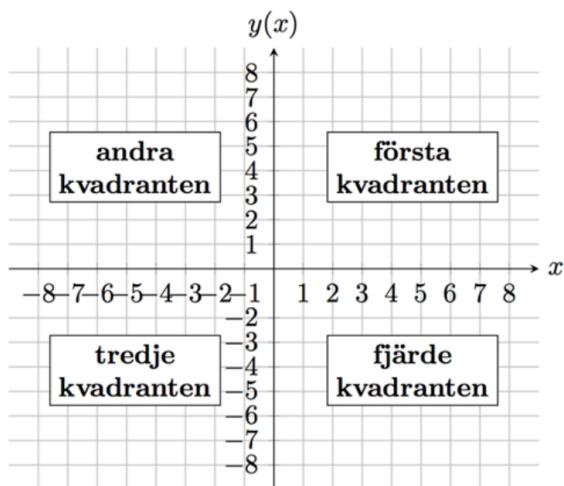 y(x)
8
7
6
5
4
3
2
1
andra
kvadranten
första
kvadranten
x
−8 −7 −6 −5 −4 −3 −2 −1 1 2 3 4 5 6 7 8
−2
−3
−4
−5
−6
−7
−8
tredje
kvadranten
fjärde
kvadranten